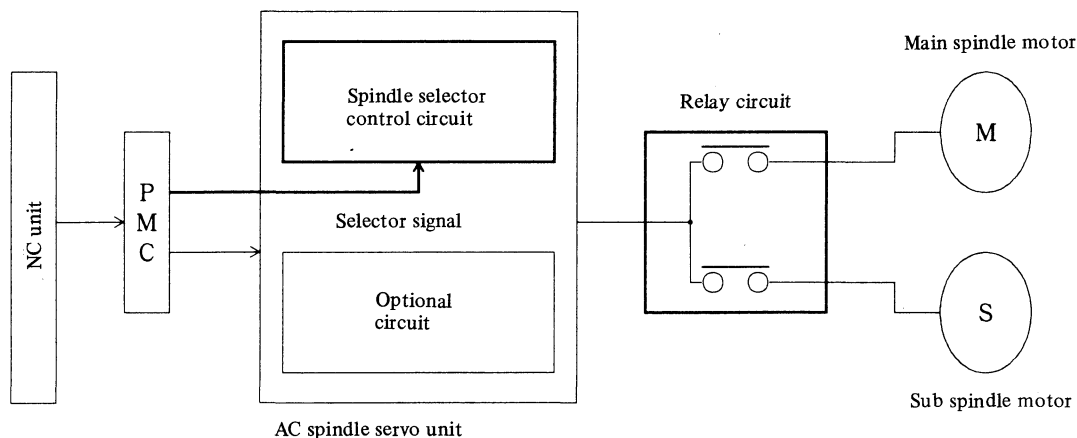 NC unit
P
M
C
Spindle selector
control circuit
Selector signal
Optional
circuit
AC spindle servo unit
Relay circuit
Main spindle motor
M
S
Sub spindle motor